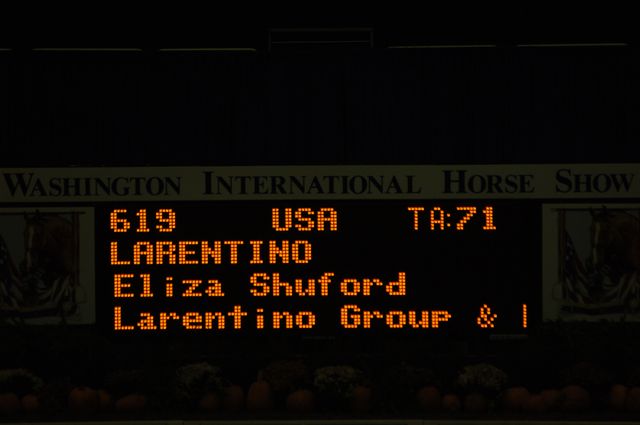 WASHINGTON INTERNATIONAL HORSE SHOW
619 USA TA:71
LARENTINO
Eliza Shuford
Larentino Group &